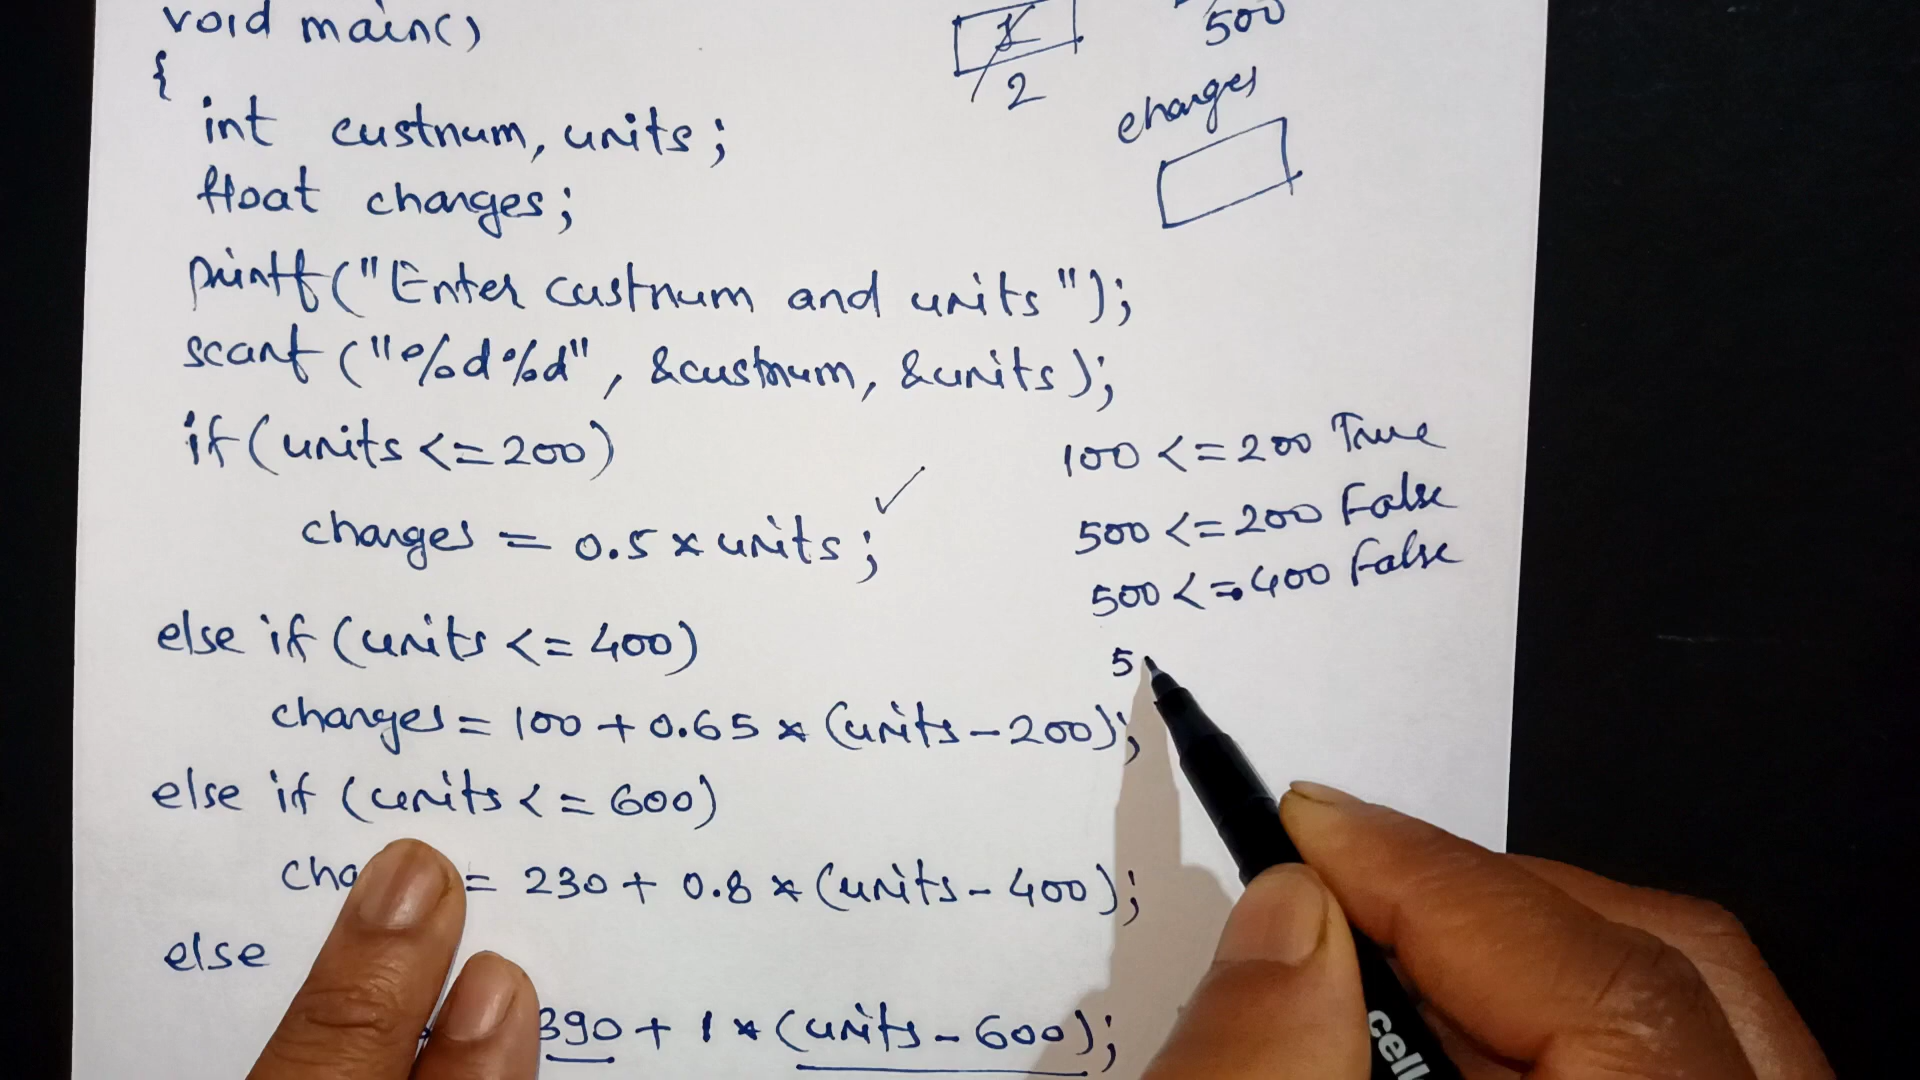 void main()
{
int custnum, units;
float charges;
printf("Enter custnum and units");
scanf("%d%d", &custnum, &units);
if(units <= 200)
charges = 0.5 * units;
else if (units <= 400)
charges = 100 + 0.65 * (units - 200);
else if (units <= 600)
cha = 230 + 0.8 * (units - 400);
else
390 + 1 * (units - 600);
1
2
500
charges
100 <= 200 True
500 <= 200 False
500 <= 400 False
5
cell